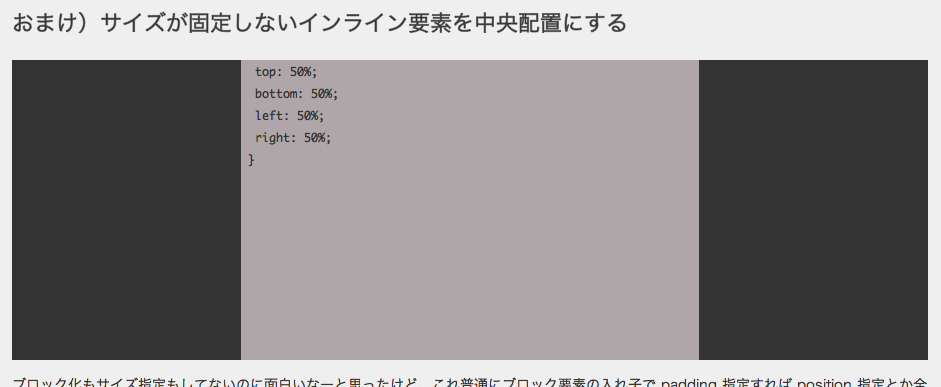 おまけ）サイズが固定しないインライン要素を中央配置にする
top: 50%;
bottom: 50%;
left: 50%;
right: 50%;
}
ブロック化もサイズ指定もしてないのに面白いなーと思ったけど、これ普通にブロック要素の入れ子で padding 指定すれば position 指定とか全